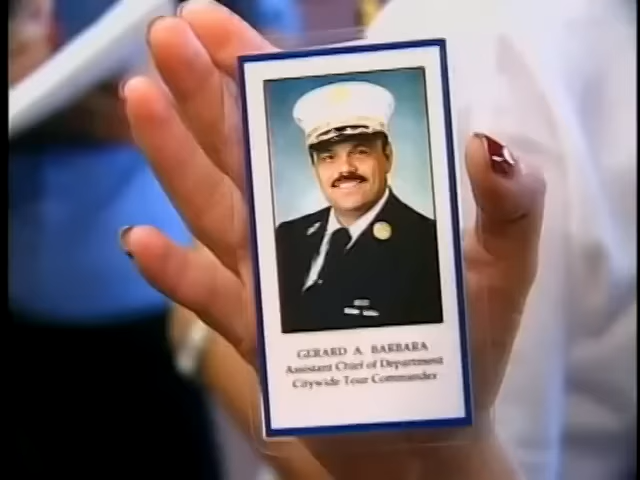 GERARD A. BARBARA
Assistant Chief of Department
Citywide Tour Commander